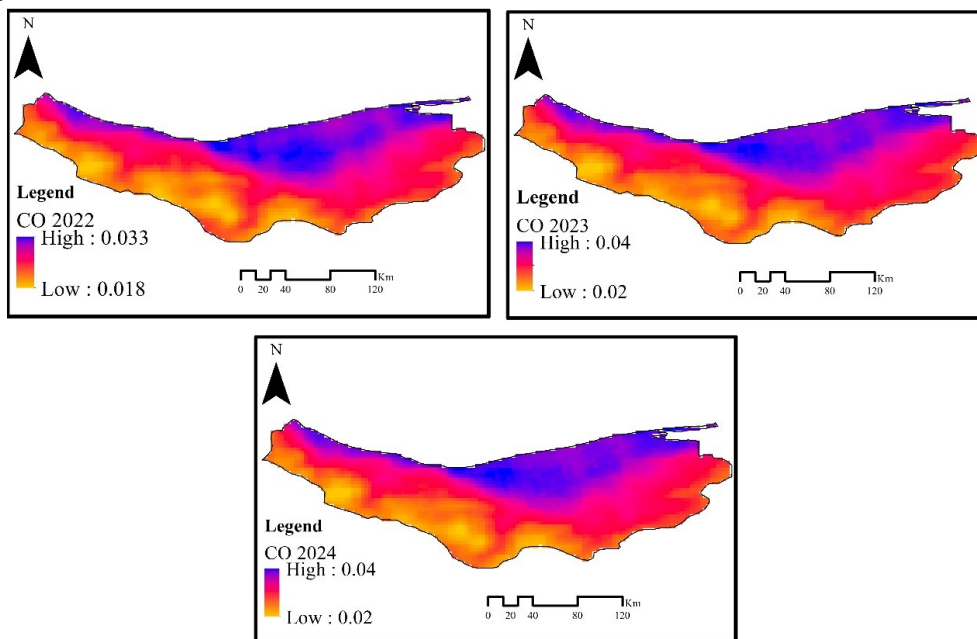 N
Legend
CO 2022
High : 0.033
Low : 0.018
Km
0 20 40 80 120
N
Legend
CO 2023
High : 0.04
Low : 0.02
Km
0 20 40 80 120
N
Legend
CO 2024
High : 0.04
Low : 0.02
Km
0 20 40 80 120